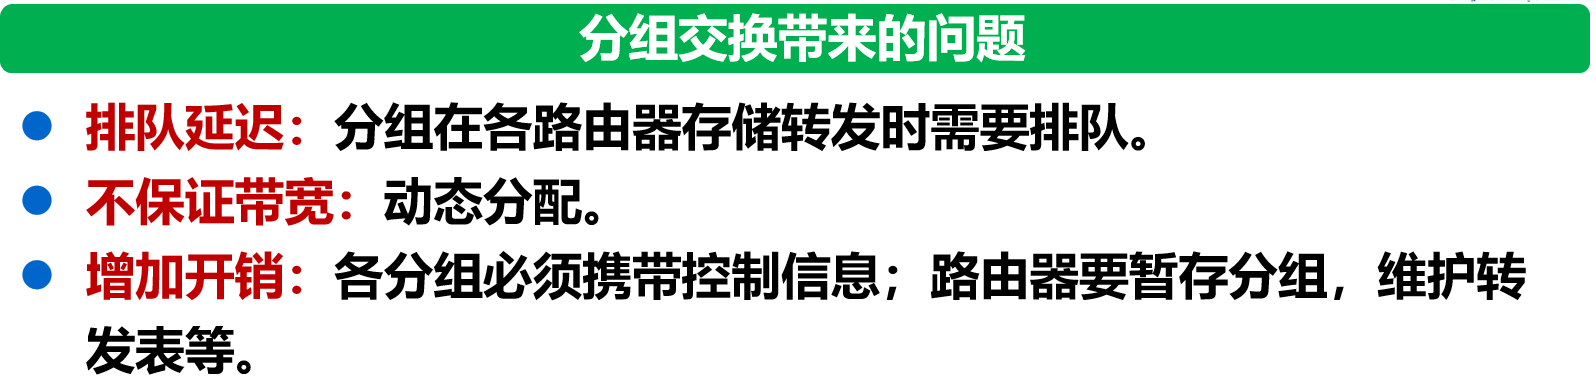 分组交换带来的问题
排队延迟：分组在各路由器存储转发时需要排队。
不保证带宽：动态分配。
增加开销：各分组必须携带控制信息；路由器要暂存分组，维护转
发表等。